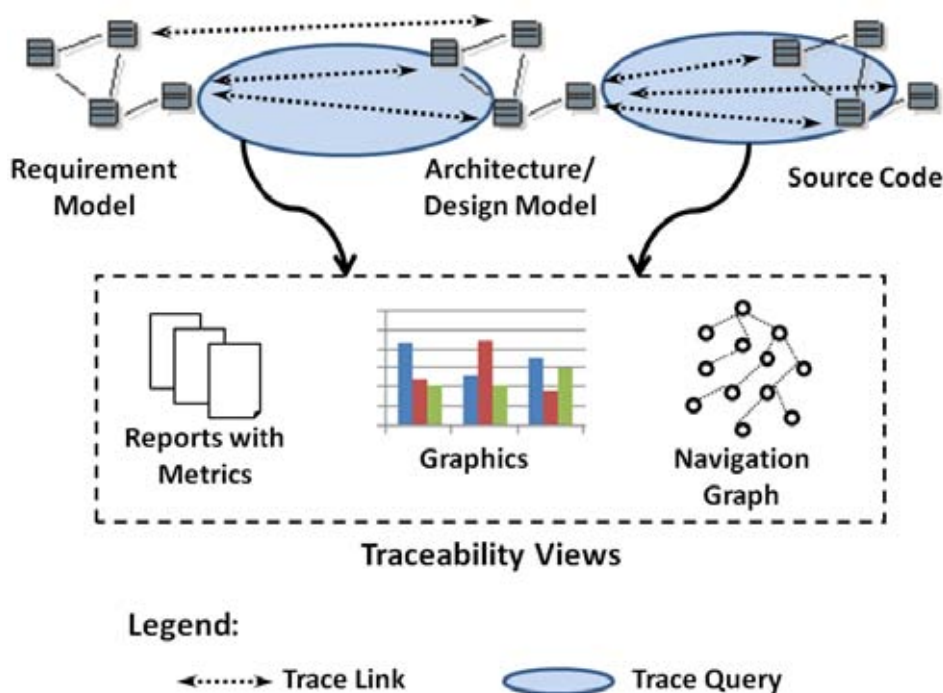 Requirement
Model
Architecture/
Design Model
Source Code
Reports with
Metrics
Graphics
Navigation
Graph
Traceability Views
Legend:
Trace Link
Trace Query